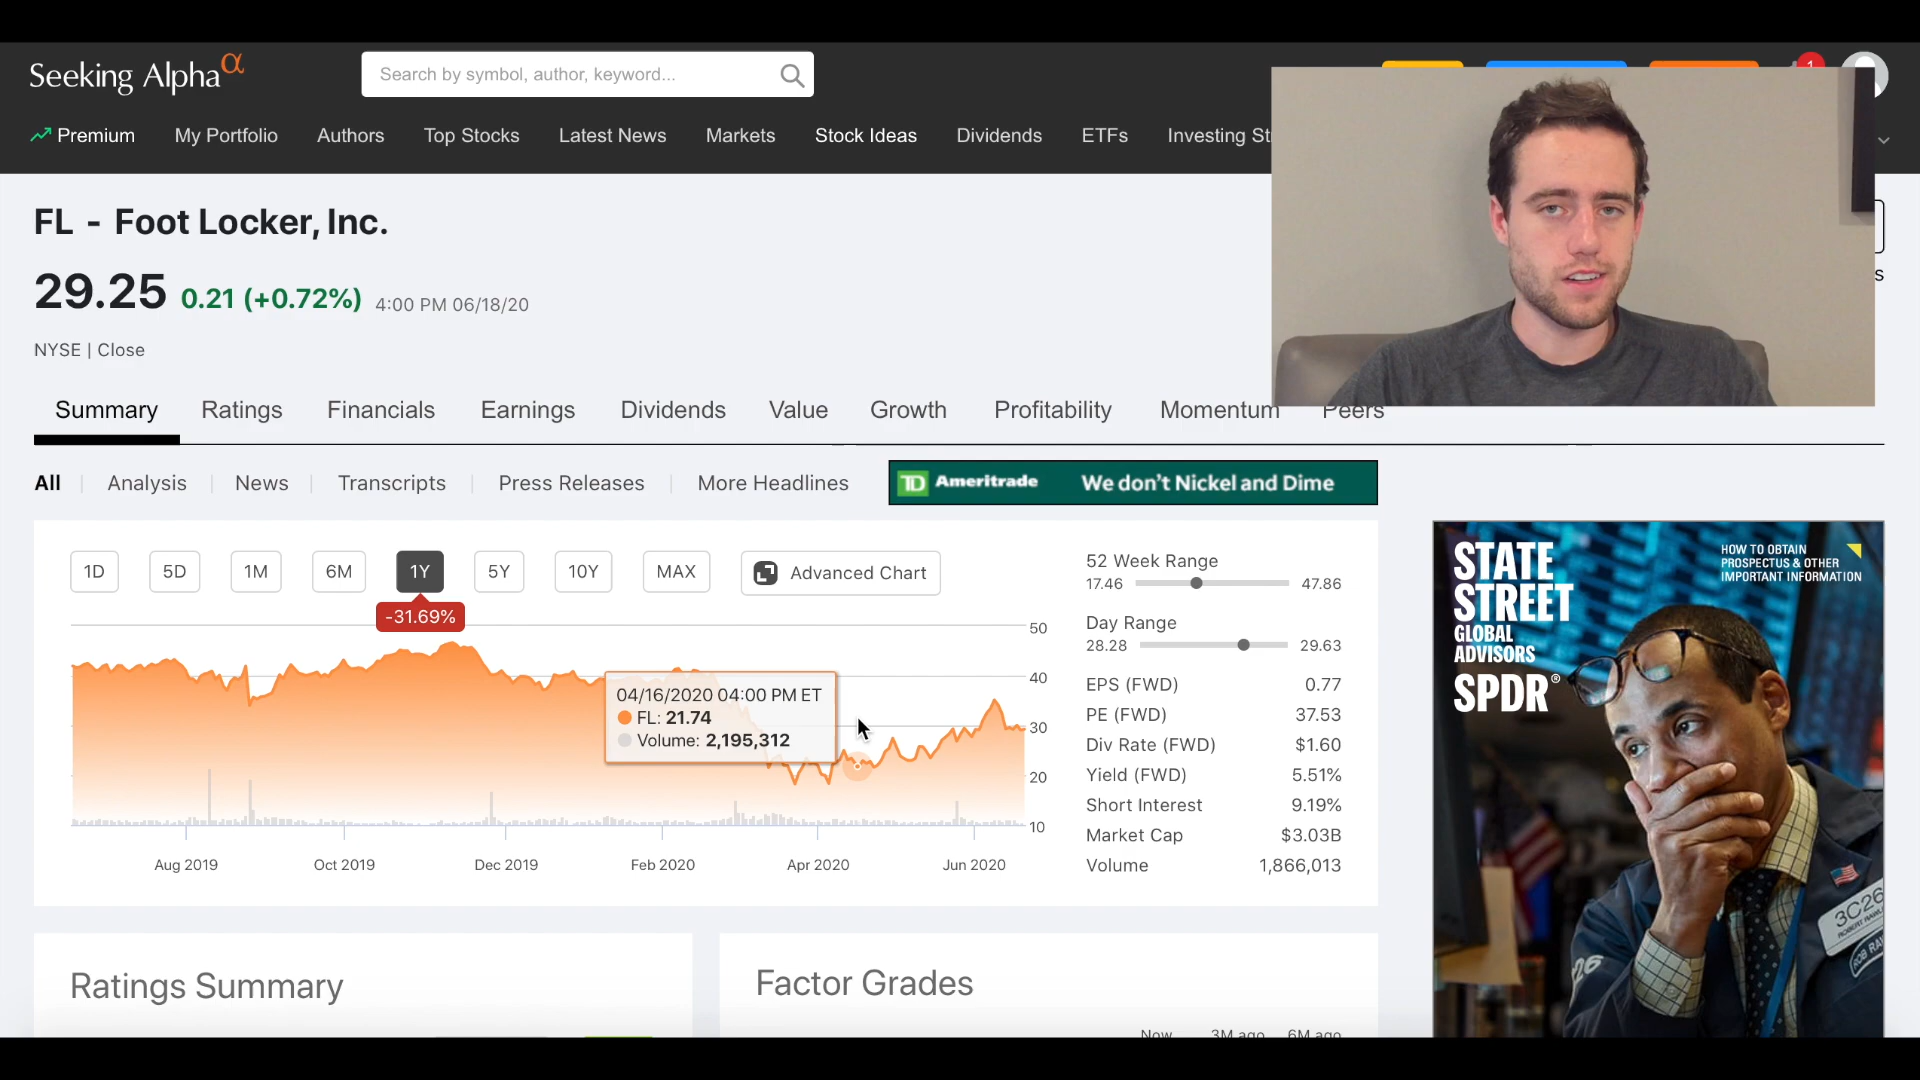 Seeking Alpha α
Search by symbol, author, keyword...
1
Premium My Portfolio Authors Top Stocks Latest News Markets Stock Ideas Dividends ETFs Investing
FL - Foot Locker, Inc.
29.25 0.21 (+0.72%) 4:00 PM 06/18/20
NYSE | Close
Summary Ratings Financials Earnings Dividends Value Growth Profitability Momentum Peers
All Analysis News Transcripts Press Releases More Headlines
TD Ameritrade We don't Nickel and Dime
1D 5D 1M 6M 1Y 5Y 10Y MAX Advanced Chart
-31.69%
50
40
30
20
10
04/16/2020 04:00 PM ET
FL: 21.74
Volume: 2,195,312
Aug 2019 Oct 2019 Dec 2019 Feb 2020 Apr 2020 Jun 2020
52 Week Range
17.46 47.86
Day Range
28.28 29.63
EPS (FWD) 0.77
PE (FWD) 37.53
Div Rate (FWD) $1.60
Yield (FWD) 5.51%
Short Interest 9.19%
Market Cap $3.03B
Volume 1,866,013
STATE
STREET
GLOBAL
ADVISORS
SPDR®
HOW TO OBTAIN
PROSPECTUS & OTHER
IMPORTANT INFORMATION
3C26
Ratings Summary
Factor Grades
Now 3M ago 6M ago